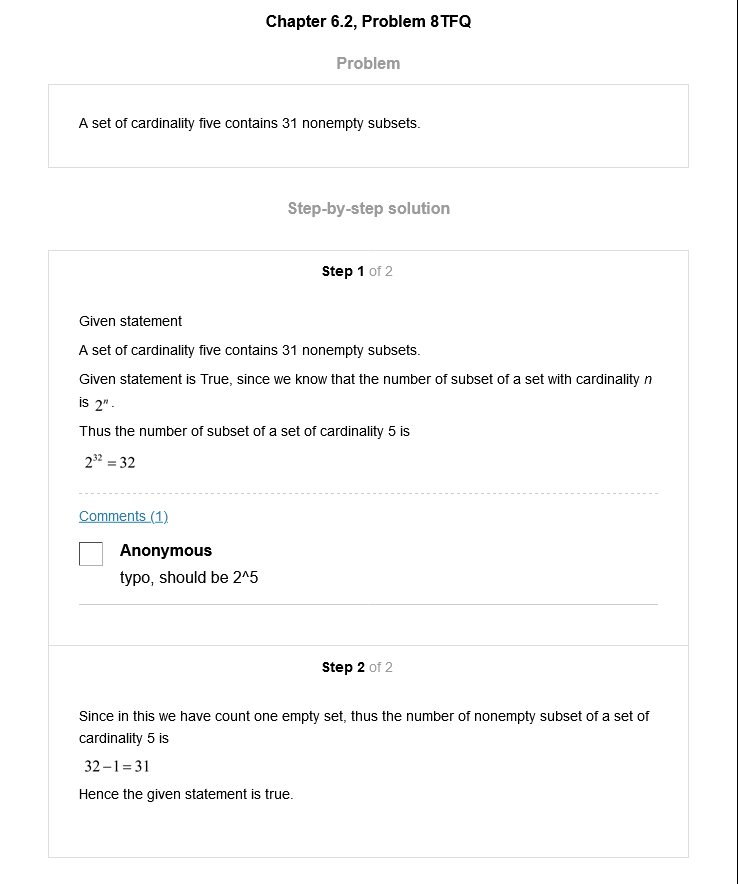 Chapter 6.2, Problem 8TFQ
Problem
A set of cardinality five contains 31 nonempty subsets.
Step-by-step solution
Step 1 of 2
Given statement
A set of cardinality five contains 31 nonempty subsets.
Given statement is True, since we know that the number of subset of a set with cardinality n
is 2ⁿ.
Thus the number of subset of a set of cardinality 5 is
2³² = 32
Comments (1)
Anonymous
typo, should be 2^5
Step 2 of 2
Since in this we have count one empty set, thus the number of nonempty subset of a set of
cardinality 5 is
32−1=31
Hence the given statement is true.